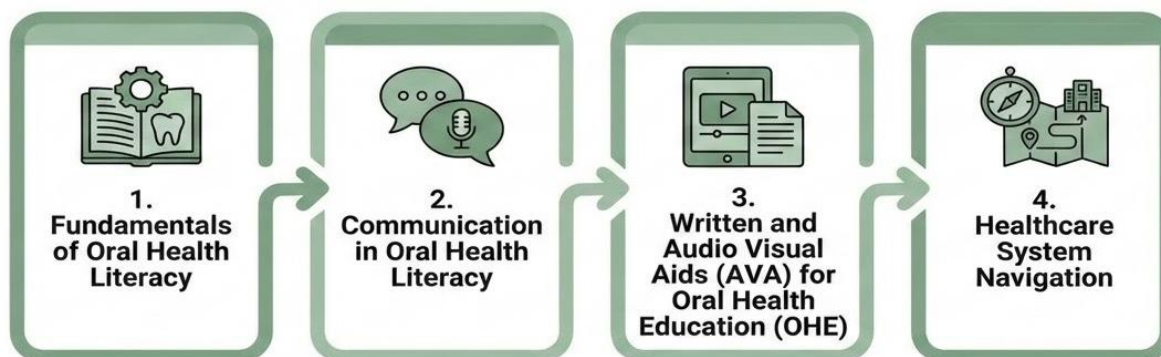 1.
Fundamentals
of Oral Health
Literacy
2.
Communication
in Oral Health
Literacy
3.
Written and
Audio Visual
Aids (AVA) for
Oral Health
Education (OHE)
4.
Healthcare
System
Navigation